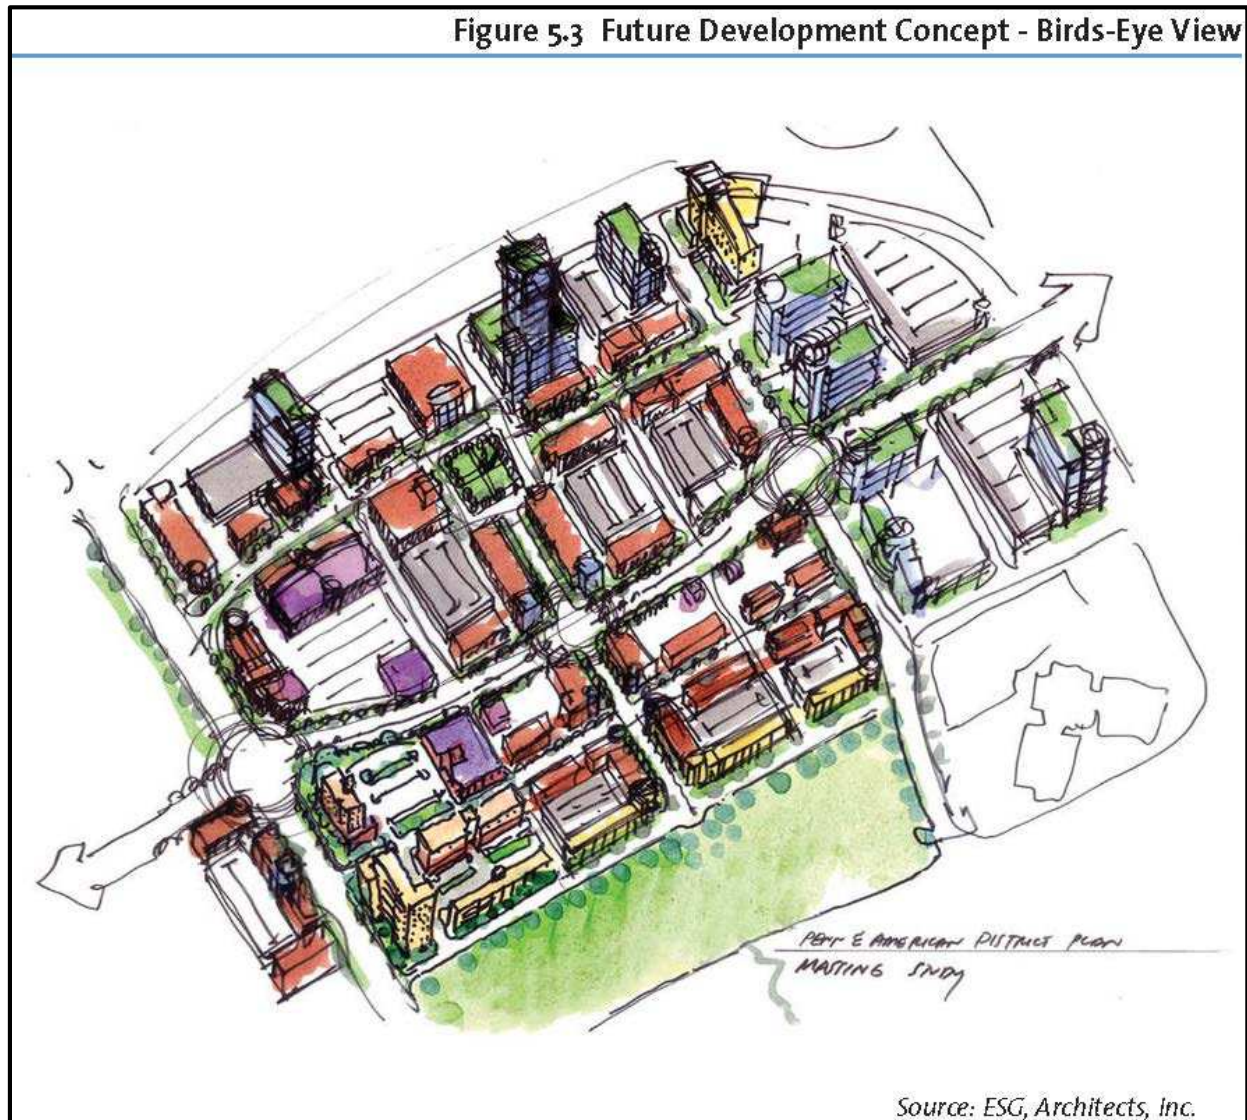 Figure 5.3 Future Development Concept - Birds-Eye View
PENN & AMERICAN DISTRICT PLAN
MASSING STUDY
Source: ESG, Architects, Inc.